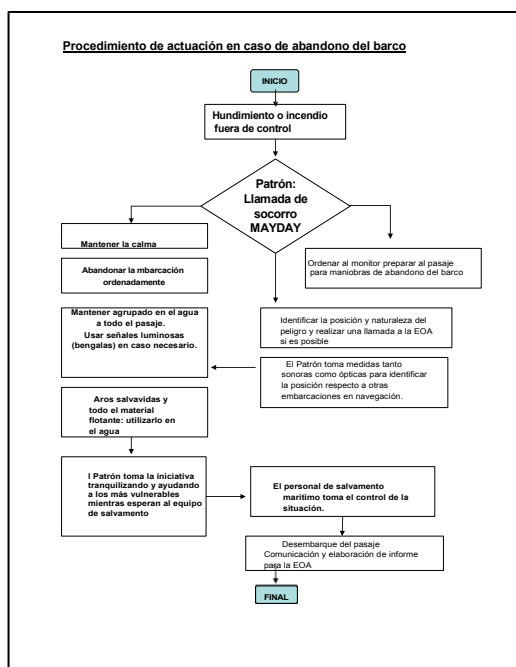 Procedimiento de actuación en caso de abandono del barco
INICIO
Hundimiento o incendio
fuera de control
Patrón:
Llamada de
socorro
MAYDAY
Mantener la calma
Ordenar al monitor preparar al pasaje
para maniobras de abandono del barco
Abandonar la mbarcación
ordenadamente
Mantener agrupado en el agua
a todo el pasaje.
Usar señales luminosas
(bengalas) en caso necesario.
Identificar la posición y naturaleza del
peligro y realizar una llamada a la EOA
si es posible
El Patrón toma medidas tanto
sonoras como ópticas para identificar
la posición respecto a otras
embarcaciones en navegación.
Aros salvavidas y
todo el material
flotante: utilizarlo en
el agua
l Patrón toma la iniciativa
tranquilizando y ayudando
a los más vulnerables
mientras esperan al equipo
de salvamento
El personal de salvamento
marítimo toma el control de la
situación.
Desembarque del pasaje
Comunicación y elaboración de informe
para la EOA
FINAL